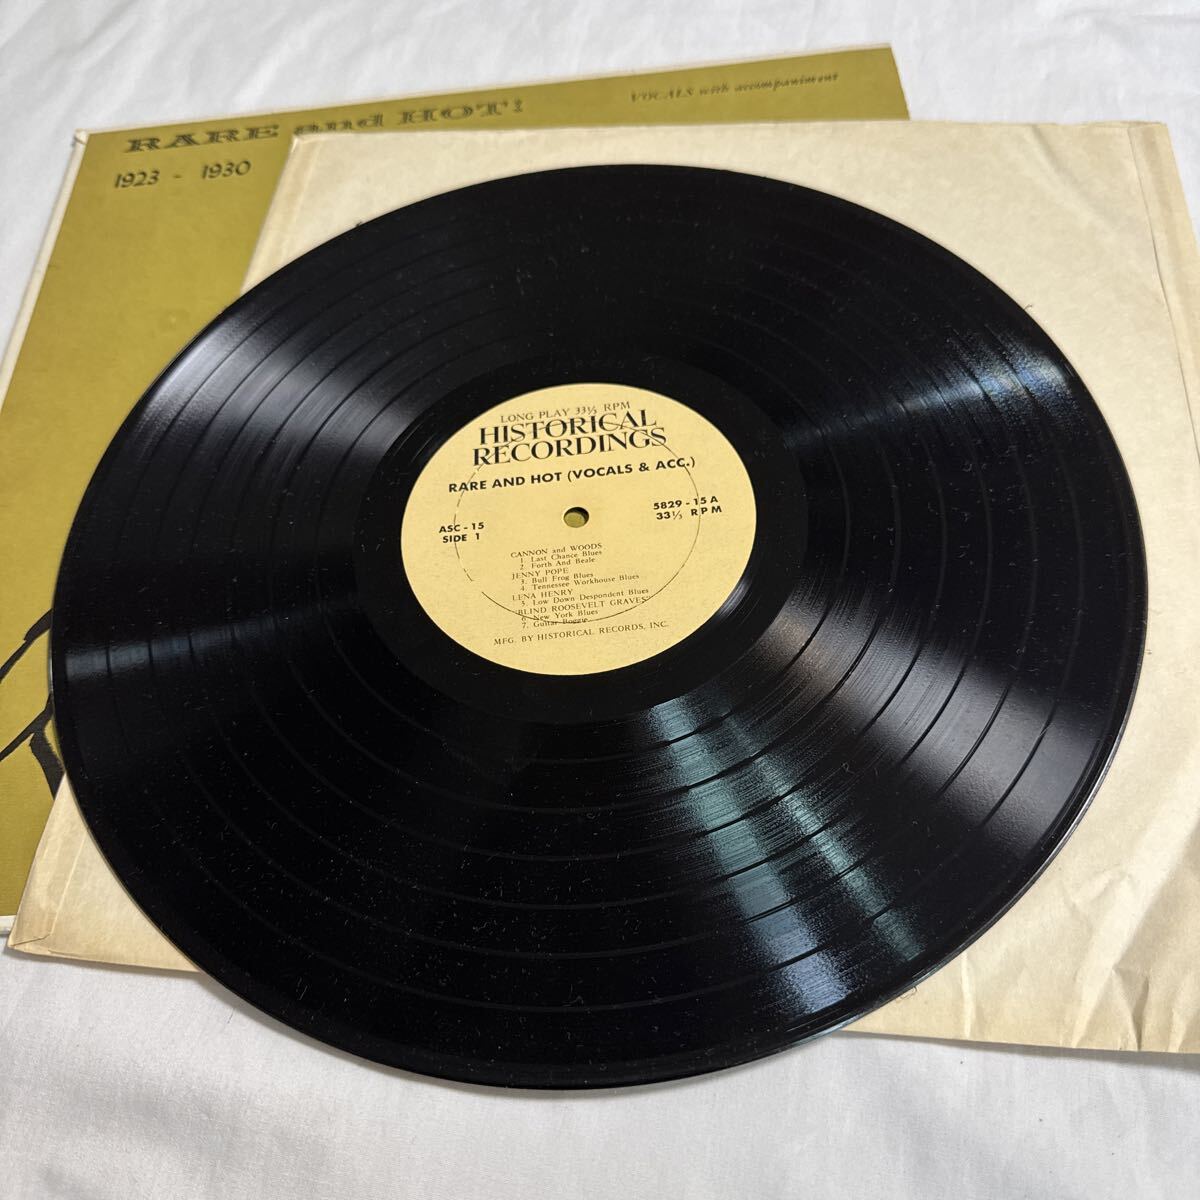 RARE and HOT!
VOCALS with accompaniment
1923 - 1930
LONG PLAY 33⅓ RPM
HISTORICAL
RECORDINGS
RARE AND HOT (VOCALS & ACC.)
ASC - 15
SIDE 1
5829 - 15 A
33⅓ RPM
CANNON and WOODS
1. Last Chance Blues
2. Forth And Beale
JENNY POPE
3. Bull Frog Blues
4. Tennessee Workhouse Blues
LENA HENRY
5. Low Down Despondent Blues
"BLIND ROOSEVELT GRAVES"
6. New York Blues
7. Guitar Boogie
MFG. BY HISTORICAL RECORDS, INC.